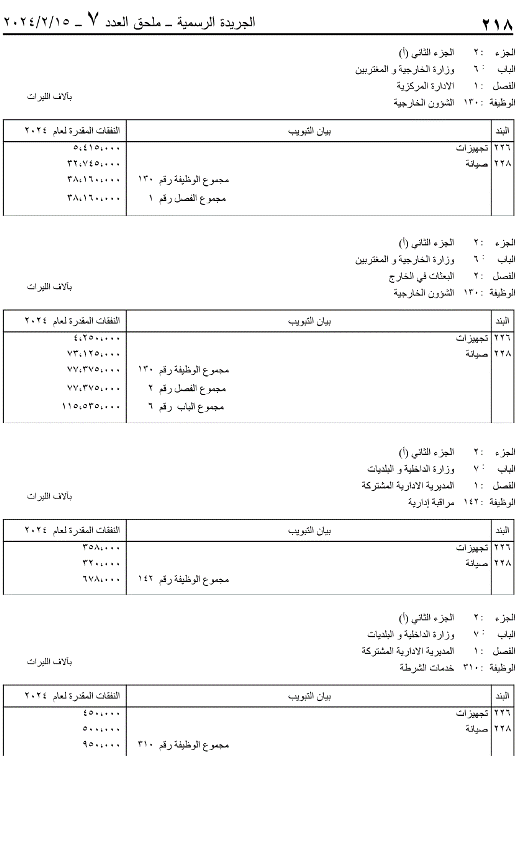 ٢١٨ الجريدة الرسمية – ملحق العدد ٧ – ٢٠٢٤/٢/١٥
الجزء : ٢ الجزء الثاني (أ)
الباب : ٦ وزارة الخارجية و المغتربين
الفصل : ١ الادارة المركزية
الوظيفة : ١٣٠ الشؤون الخارجية
بآلاف الليرات
البند بيان التبويب النفقات المقدرة لعام ٢٠٢٤
٢٢٦ تجهيزات ٥،٤١٥،٠٠٠
٢٢٨ صيانة ٣٢،٧٤٥،٠٠٠
مجموع الوظيفة رقم ١٣٠ ٣٨،١٦٠،٠٠٠
مجموع الفصل رقم ١ ٣٨،١٦٠،٠٠٠
الجزء : ٢ الجزء الثاني (أ)
الباب : ٦ وزارة الخارجية و المغتربين
الفصل : ٢ البعثات في الخارج
الوظيفة : ١٣٠ الشؤون الخارجية
بآلاف الليرات
البند بيان التبويب النفقات المقدرة لعام ٢٠٢٤
٢٢٦ تجهيزات ٤،٢٥٠،٠٠٠
٢٢٨ صيانة ٧٣،١٢٥،٠٠٠
مجموع الوظيفة رقم ١٣٠ ٧٧،٣٧٥،٠٠٠
مجموع الفصل رقم ٢ ٧٧،٣٧٥،٠٠٠
مجموع الباب رقم ٦ ١١٥،٥٣٥،٠٠٠
الجزء : ٢ الجزء الثاني (أ)
الباب : ٧ وزارة الداخلية و البلديات
الفصل : ١ المديرية الادارية المشتركة
الوظيفة : ١٤٢ مراقبة إدارية
بآلاف الليرات
البند بيان التبويب النفقات المقدرة لعام ٢٠٢٤
٢٢٦ تجهيزات ٣٥٨،٠٠٠
٢٢٨ صيانة ٣٢٠،٠٠٠
مجموع الوظيفة رقم ١٤٢ ٦٧٨،٠٠٠
الجزء : ٢ الجزء الثاني (أ)
الباب : ٧ وزارة الداخلية و البلديات
الفصل : ١ المديرية الادارية المشتركة
الوظيفة : ٣١٠ خدمات الشرطة
بآلاف الليرات
البند بيان التبويب النفقات المقدرة لعام ٢٠٢٤
٢٢٦ تجهيزات ٤٥٠،٠٠٠
٢٢٨ صيانة ٥٠٠،٠٠٠
مجموع الوظيفة رقم ٣١٠ ٩٥٠،٠٠٠